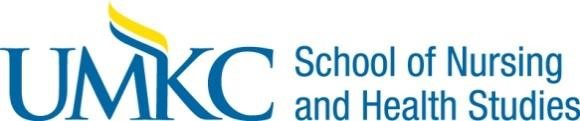 UMKC
School of Nursing
and Health Studies